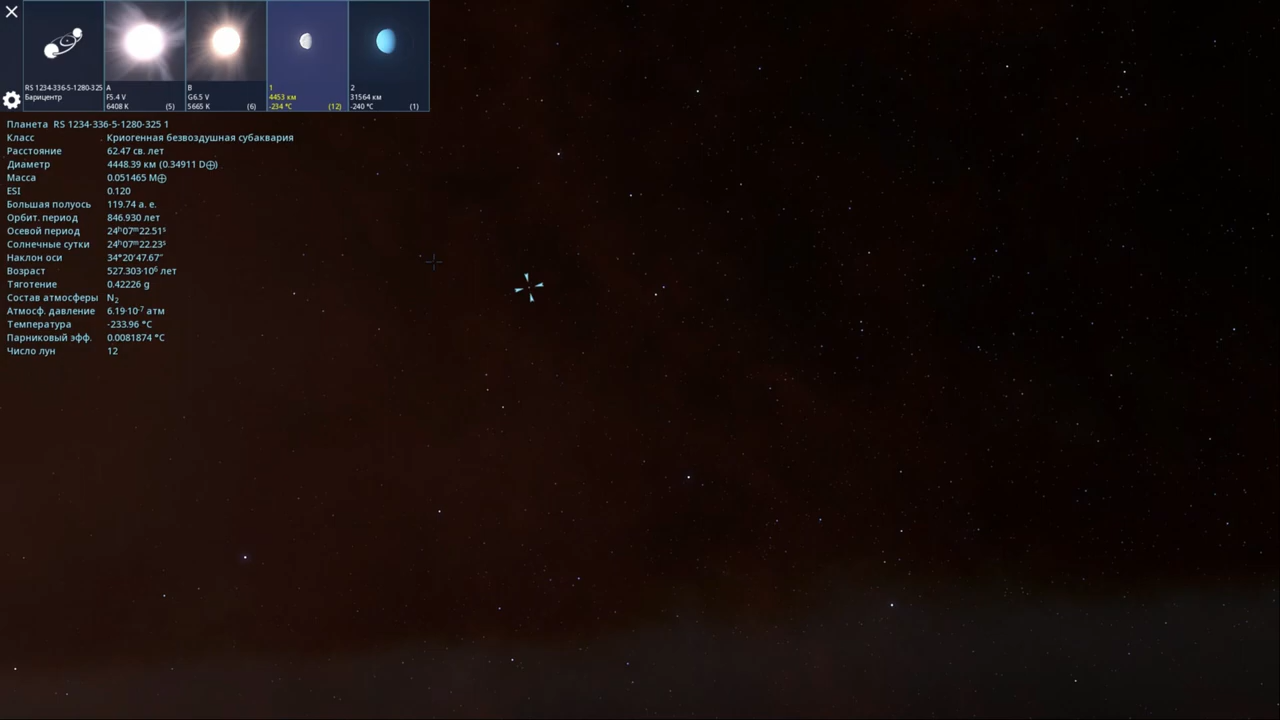 RS 1234-336-5-1280-325
Барицентр
A
F5.4 V
6408 K (5)
B
G6.5 V
5665 K (6)
1
4453 км
-234 °C (12)
2
31564 км
-240 °C (1)
Планета RS 1234-336-5-1280-325 1
Класс Криогенная безвоздушная субаквария
Расстояние 62.47 св. лет
Диаметр 4448.39 км (0.34911 D⊕)
Масса 0.051465 M⊕
ESI 0.120
Большая полуось 119.74 а. е.
Орбит. период 846.930 лет
Осевой период 24ʰ07ᵐ22.51ˢ
Солнечные сутки 24ʰ07ᵐ22.23ˢ
Наклон оси 34°20′47.67″
Возраст 527.303·10⁶ лет
Тяготение 0.42226 g
Состав атмосферы N₂
Атмосф. давление 6.19·10⁻⁷ атм
Температура -233.96 °C
Парниковый эфф. 0.0081874 °C
Число лун 12